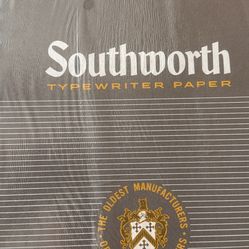 Southworth
TYPEWRITER PAPER
THE OLDEST MANUFACTURERS